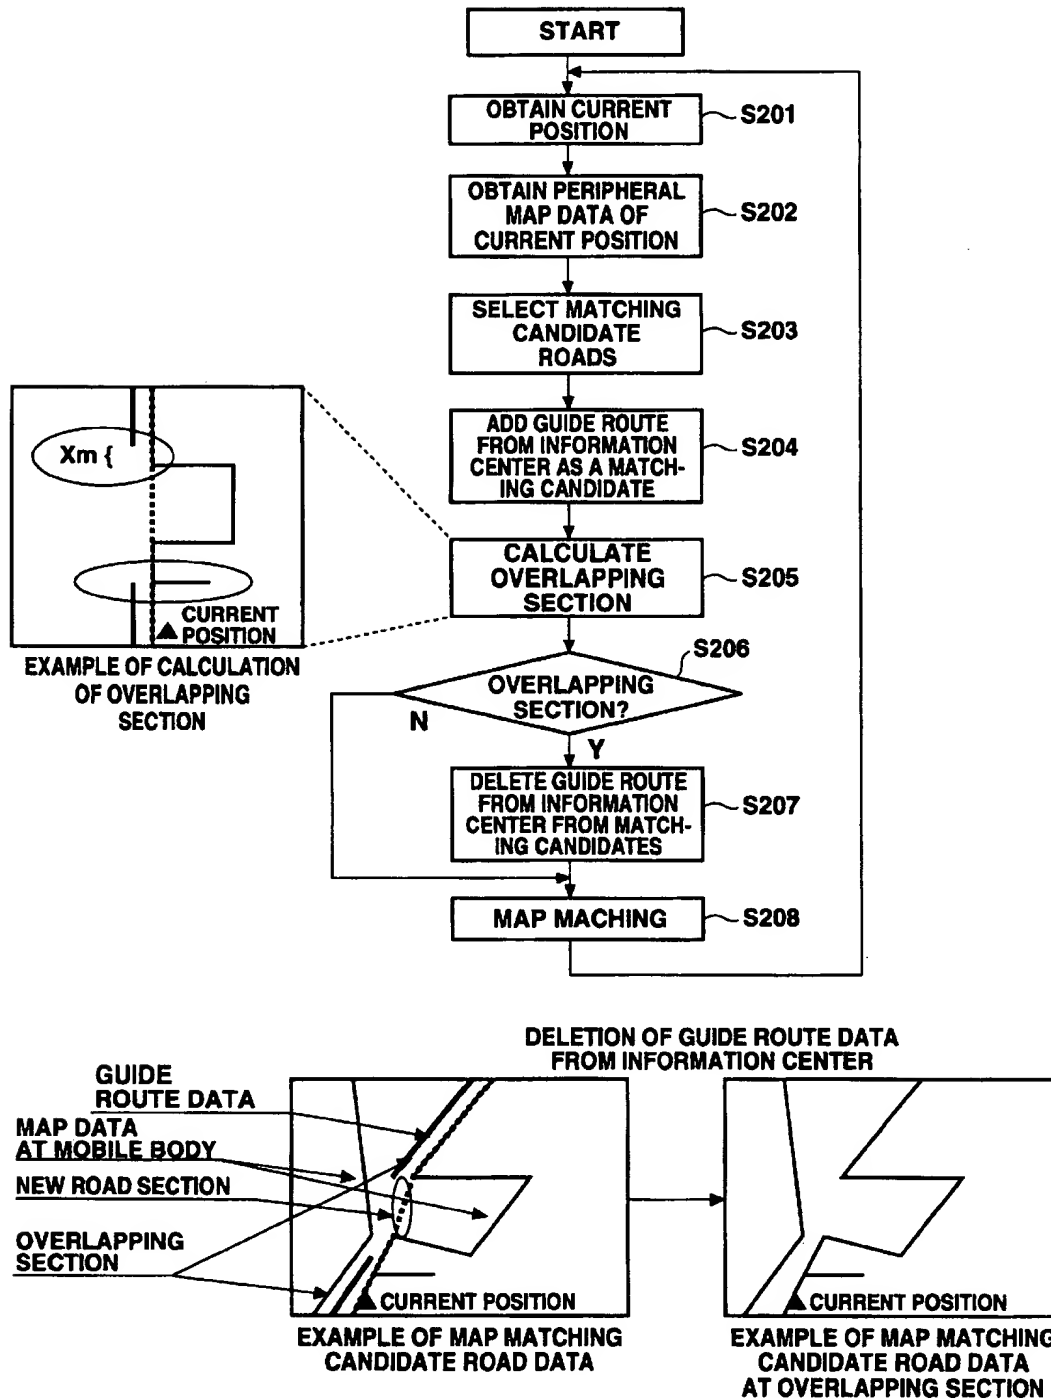 START
OBTAIN CURRENT
POSITION
S201
OBTAIN PERIPHERAL
MAP DATA OF
CURRENT POSITION
S202
SELECT MATCHING
CANDIDATE
ROADS
S203
ADD GUIDE ROUTE
FROM INFORMATION
CENTER AS A MATCH-
ING CANDIDATE
S204
Xm {
CURRENT
POSITION
EXAMPLE OF CALCULATION
OF OVERLAPPING
SECTION
CALCULATE
OVERLAPPING
SECTION
S205
S206
OVERLAPPING
SECTION?
N
Y
DELETE GUIDE ROUTE
FROM INFORMATION
CENTER FROM MATCH-
ING CANDIDATES
S207
MAP MACHING
S208
DELETION OF GUIDE ROUTE DATA
FROM INFORMATION CENTER
GUIDE
ROUTE DATA
MAP DATA
AT MOBILE BODY
NEW ROAD SECTION
OVERLAPPING
SECTION
CURRENT POSITION
EXAMPLE OF MAP MATCHING
CANDIDATE ROAD DATA
CURRENT POSITION
EXAMPLE OF MAP MATCHING
CANDIDATE ROAD DATA
AT OVERLAPPING SECTION